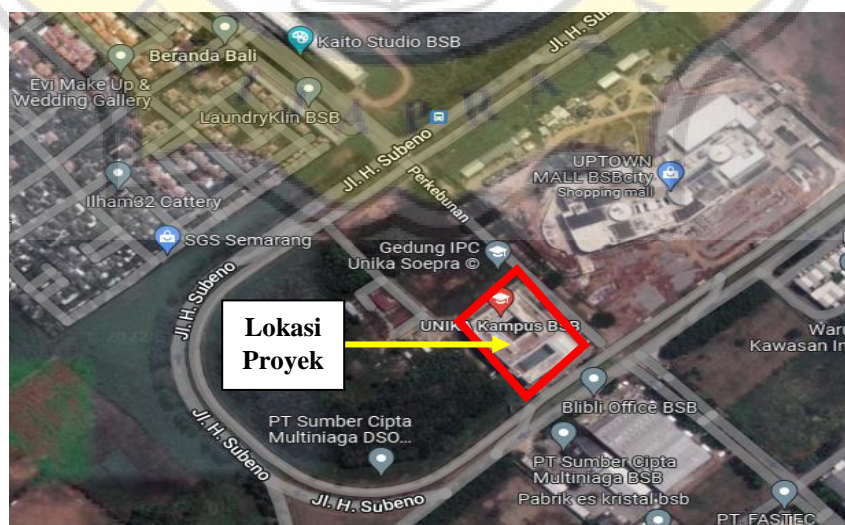 Kaito Studio BSB
Jl. H. Sub
Beranda Bali
Evi Make Up &
Wedding Gallery
LaundryKlin BSB
A P R A
Jl. H. Subeno
Perkebunan
UPTOWN
MALL BSBcity
Shopping mall
Ilham32 Cattery
SGS Semarang
Gedung IPC
Unika Soepra ©
Jl. H. Subeno
Lokasi
Proyek
UNIKA Kampus BSB
Waru
Kawasan In
Blibli Office BSB
PT Sumber Cipta
Multiniaga DSO...
Jl. H. Subeno
PT Sumber Cipta
Multiniaga BSB
Pabrik es kristal bsb
Jl. H. Subeno
PT. FASTEC